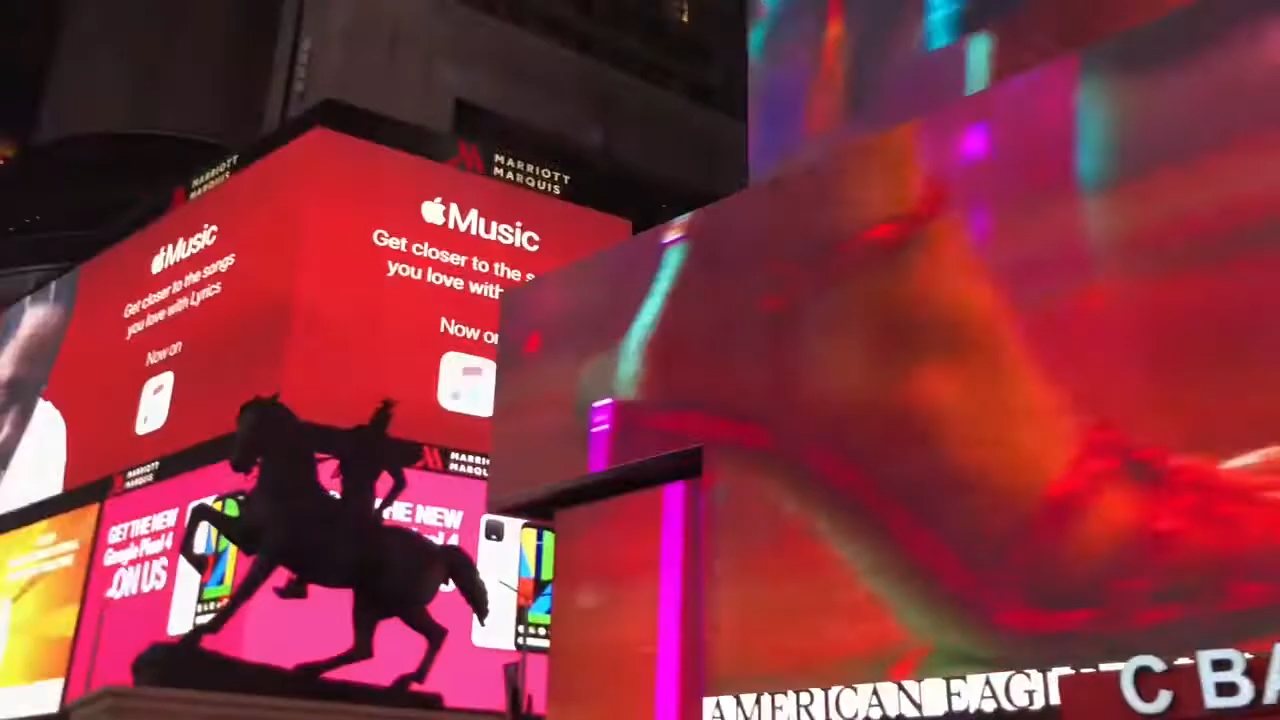 MARRIOTT
MARQUIS
MARRIOTT
MARQUIS
Music
Get closer to the songs
you love with Lyrics
Now on
Music
Get closer to the s
you love with
Now on
MARRIOTT
MARQUIS
MARRI
MARQU
GET THE NEW
Google Pixel 4
ON US
HE NEW
AMERICAN EAGL
C BA